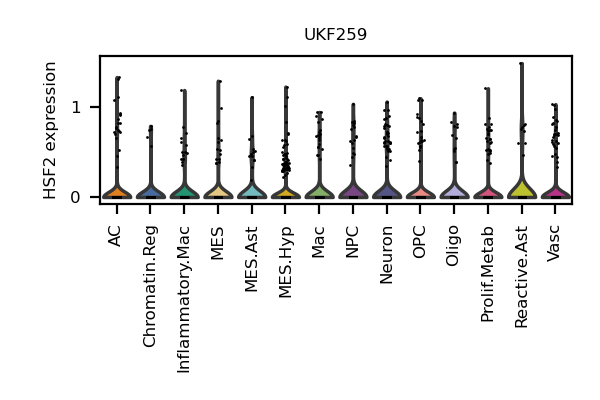 UKF259
HSF2 expression
1
0
AC
Chromatin.Reg
Inflammatory.Mac
MES
MES.Ast
MES.Hyp
Mac
NPC
Neuron
OPC
Oligo
Prolif.Metab
Reactive.Ast
Vasc